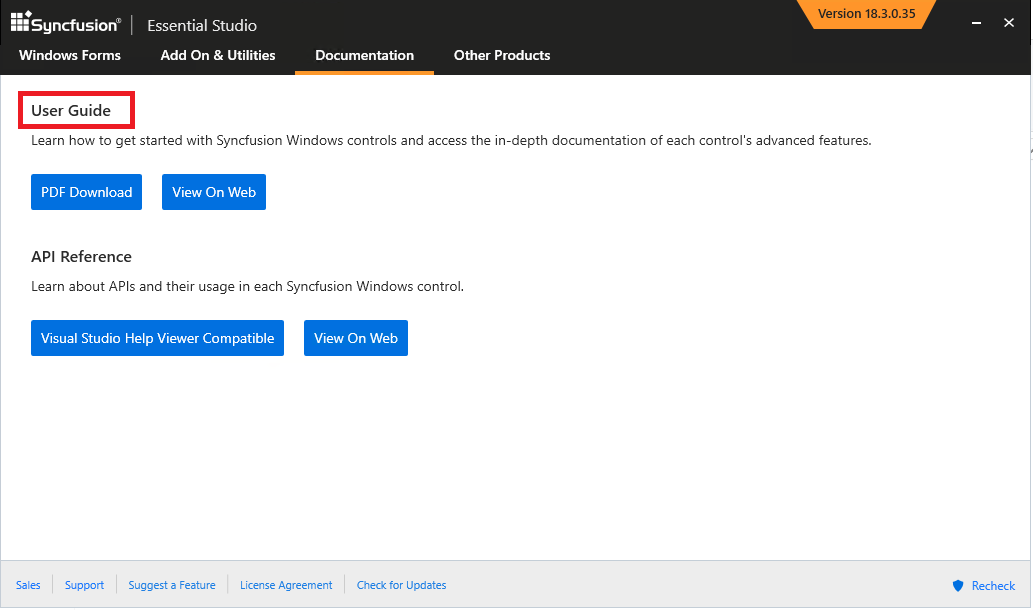 Syncfusion® Essential Studio
Version 18.3.0.35
Windows Forms Add On & Utilities Documentation Other Products
User Guide
Learn how to get started with Syncfusion Windows controls and access the in-depth documentation of each control's advanced features.
PDF Download View On Web
API Reference
Learn about APIs and their usage in each Syncfusion Windows control.
Visual Studio Help Viewer Compatible View On Web
Sales Support Suggest a Feature License Agreement Check for Updates Recheck